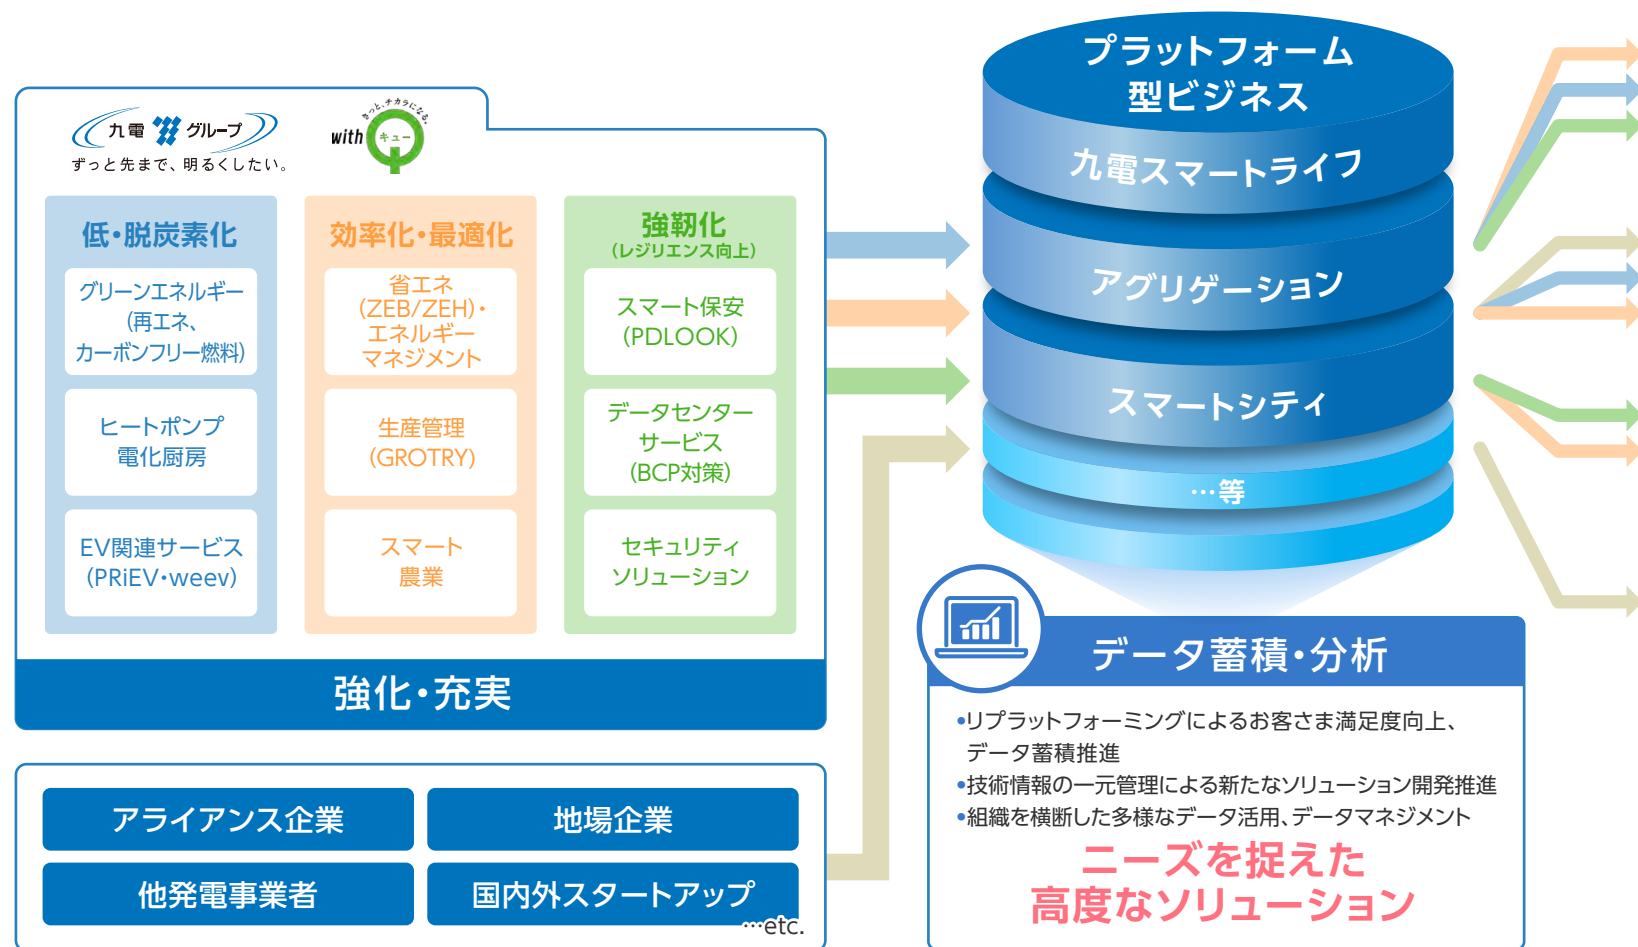 九電グループ
ずっと先まで、明るくしたい。
きっと、チカラになる。
with キュー
低・脱炭素化
グリーンエネルギー
(再エネ、
カーボンフリー燃料)
ヒートポンプ
電化厨房
EV関連サービス
(PRiEV・weev)
効率化・最適化
省エネ
(ZEB/ZEH)・
エネルギー
マネジメント
生産管理
(GROTRY)
スマート
農業
強靭化
(レジリエンス向上)
スマート保安
(PDLOOK)
データセンター
サービス
(BCP対策)
セキュリティ
ソリューション
強化・充実
アライアンス企業
地場企業
他発電事業者
国内外スタートアップ
…etc.
プラットフォーム
型ビジネス
九電スマートライフ
アグリゲーション
スマートシティ
…等
データ蓄積・分析
•リプラットフォーミングによるお客さま満足度向上、
データ蓄積推進
•技術情報の一元管理による新たなソリューション開発推進
•組織を横断した多様なデータ活用、データマネジメント
ニーズを捉えた
高度なソリューション